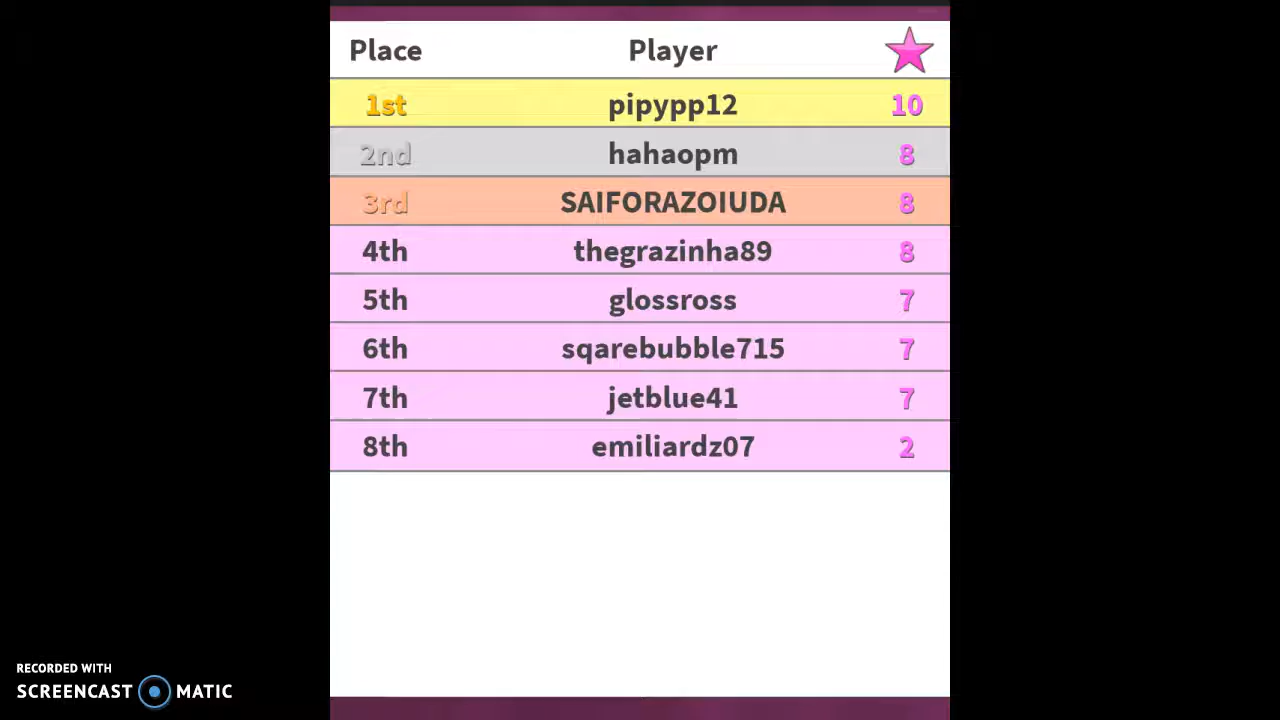 Place Player
1st pipypp12 10
2nd hahaopm 8
3rd SAIFORAZOIUDA 8
4th thegrazinha89 8
5th glossross 7
6th sqarebubble715 7
7th jetblue41 7
8th emiliardz07 2
RECORDED WITH
SCREENCAST MATIC